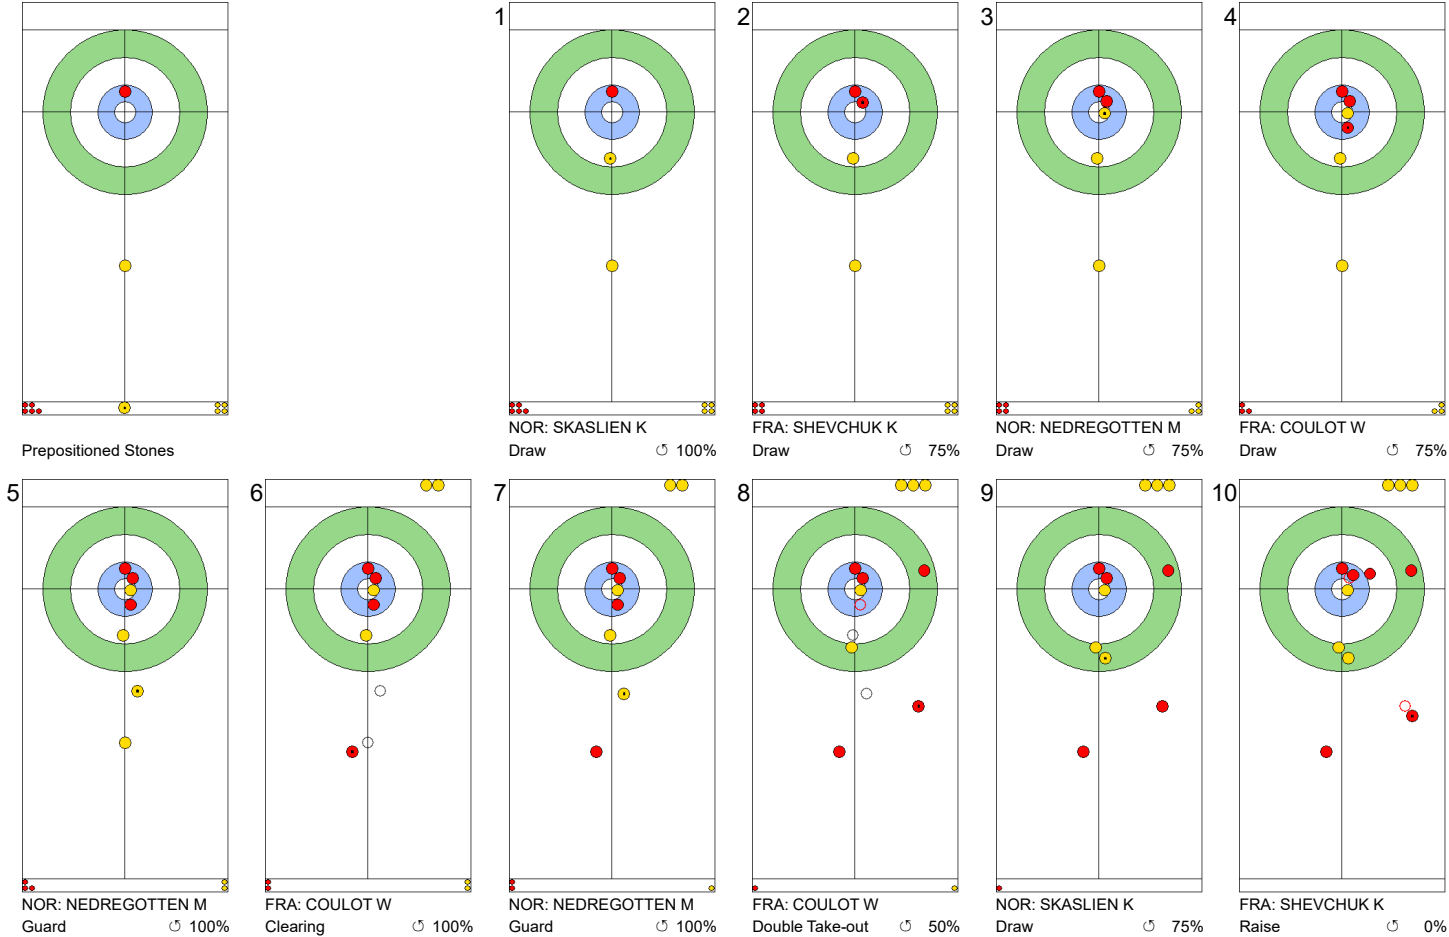 1 2 3 4
Prepositioned Stones
NOR: SKASLIEN K
Draw 100%
FRA: SHEVCHUK K
Draw 75%
NOR: NEDREGOTTEN M
Draw 75%
FRA: COULOT W
Draw 75%
5 6 7 8 9 10
NOR: NEDREGOTTEN M
Guard 100%
FRA: COULOT W
Clearing 100%
NOR: NEDREGOTTEN M
Guard 100%
FRA: COULOT W
Double Take-out 50%
NOR: SKASLIEN K
Draw 75%
FRA: SHEVCHUK K
Raise 0%